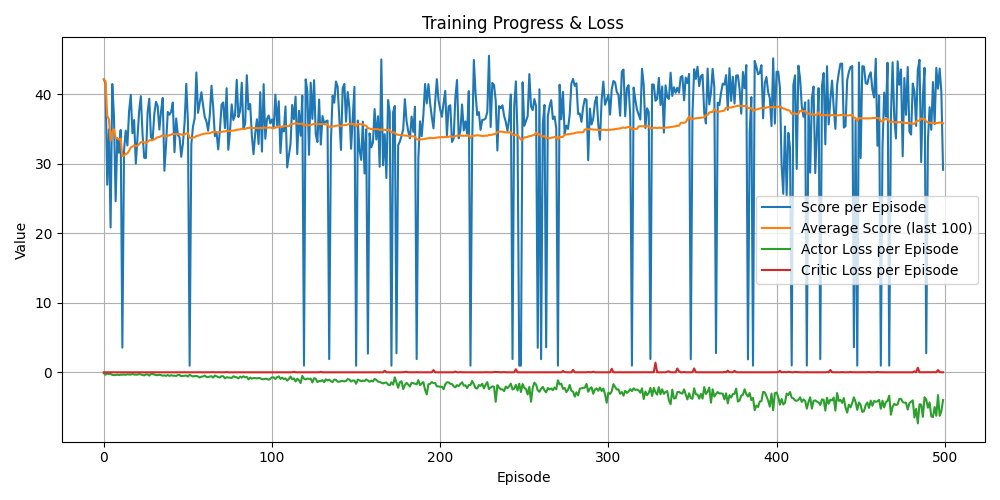 Training Progress & Loss
Value
40
30
20
10
0
Score per Episode
Average Score (last 100)
Actor Loss per Episode
Critic Loss per Episode
0 100 200 300 400 500
Episode